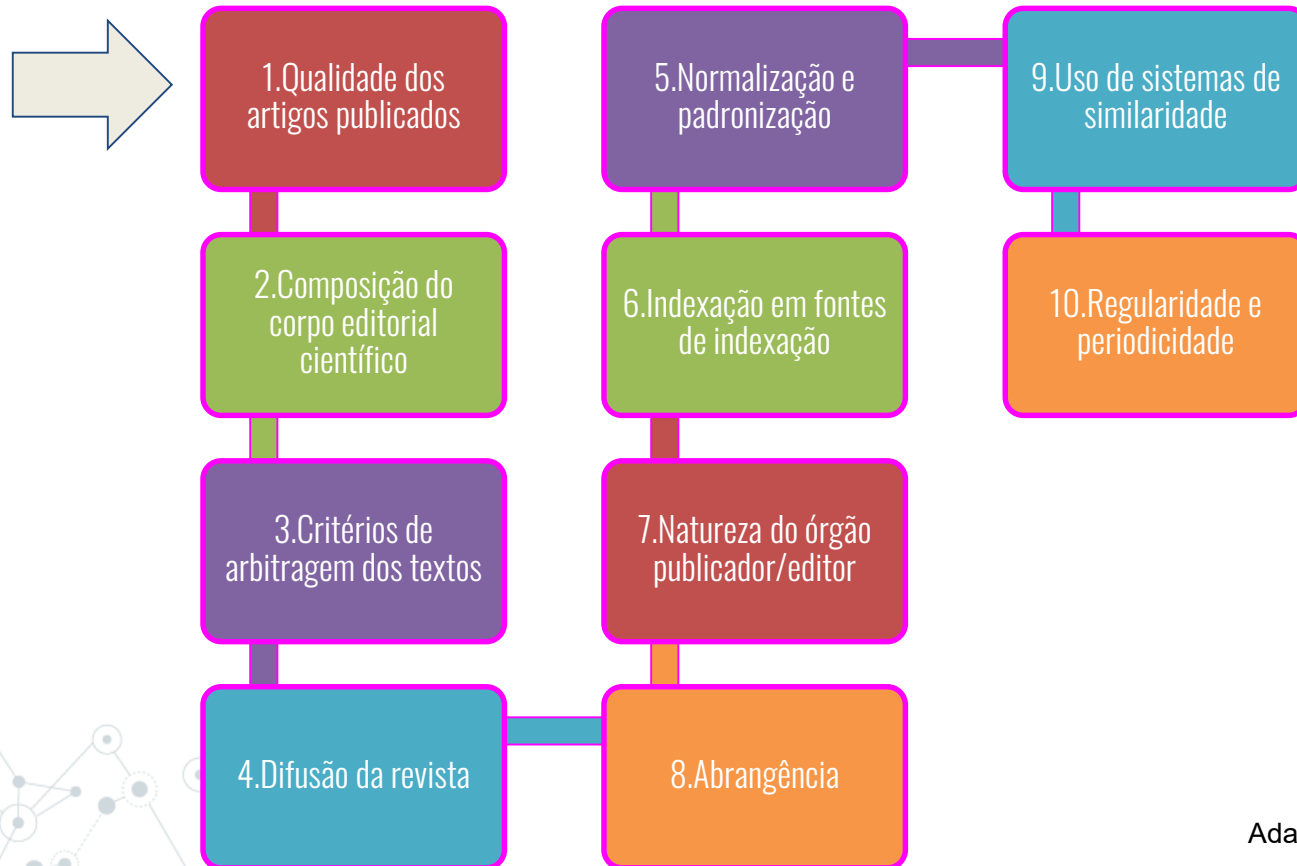 1.Qualidade dos
artigos publicados
2.Composição do
corpo editorial
científico
3.Critérios de
arbitragem dos textos
4.Difusão da revista
5.Normalização e
padronização
6.Indexação em fontes
de indexação
7.Natureza do órgão
publicador/editor
8.Abrangência
9.Uso de sistemas de
similaridade
10.Regularidade e
periodicidade
Ada